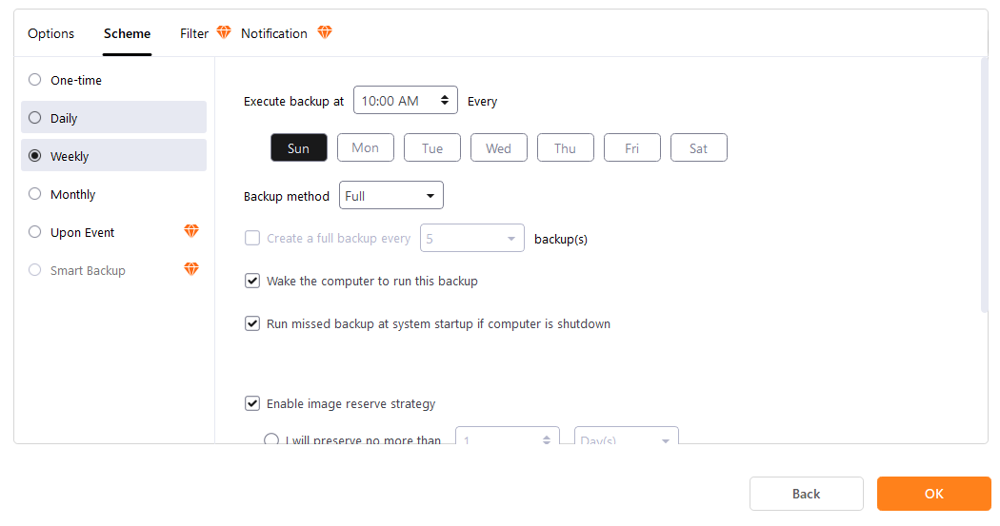 Options Scheme Filter Notification
One-time
Daily
Weekly
Monthly
Upon Event
Smart Backup
Execute backup at 10:00 AM Every
Sun Mon Tue Wed Thu Fri Sat
Backup method Full
Create a full backup every 5 backup(s)
Wake the computer to run this backup
Run missed backup at system startup if computer is shutdown
Enable image reserve strategy
I will preserve no more than 1 Day(s)
Back OK